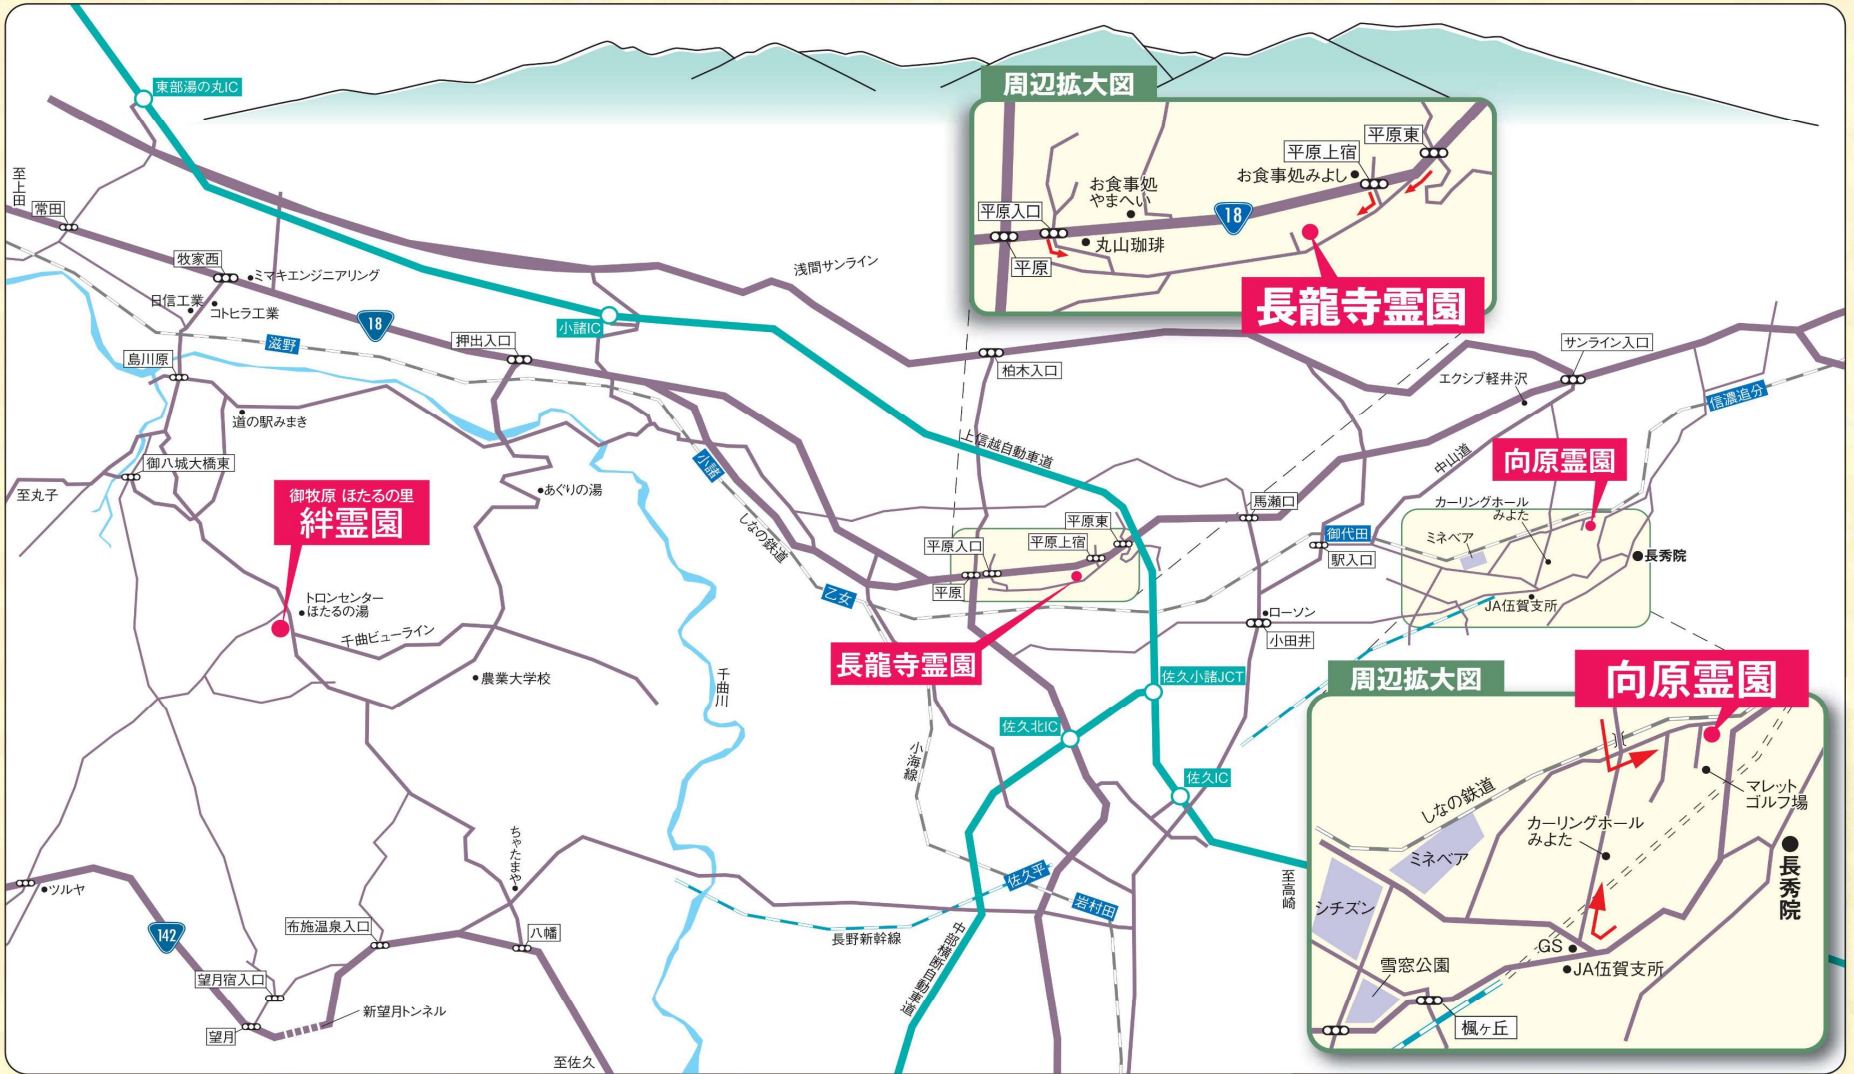 東部湯の丸IC
至上田
常田
牧家西
ミマキエンジニアリング
日信工業
コトヒラ工業
18
滋野
島川原
道の駅みまき
押出入口
小諸IC
浅間サンライン
御八城大橋東
至丸子
御牧原 ほたるの里
絆霊園
あぐりの湯
小諸
しなの鉄道
トロンセンター
ほたるの湯
千曲ビューライン
農業大学校
乙女
千曲川
上信越自動車道
柏木入口
平原入口
平原上宿
平原東
平原
長龍寺霊園
馬瀬口
御代田
駅入口
ローソン
小田井
佐久小諸JCT
佐久北IC
佐久IC
小海線
サンライン入口
エクシブ軽井沢
信濃追分
中山道
向原霊園
カーリングホール
みよた
ミネベア
長秀院
JA伍賀支所
ツルヤ
142
布施温泉入口
ちゃたまや
八幡
望月宿入口
望月
新望月トンネル
至佐久
長野新幹線
佐久平
岩村田
中部横断自動車道
至高崎
周辺拡大図
平原東
平原上宿
お食事処みよし
お食事処
やまへい
平原入口
18
丸山珈琲
平原
長龍寺霊園
周辺拡大図
向原霊園
しなの鉄道
マレット
ゴルフ場
カーリングホール
みよた
ミネベア
長秀院
シチズン
GS
JA伍賀支所
雪窓公園
楓ヶ丘